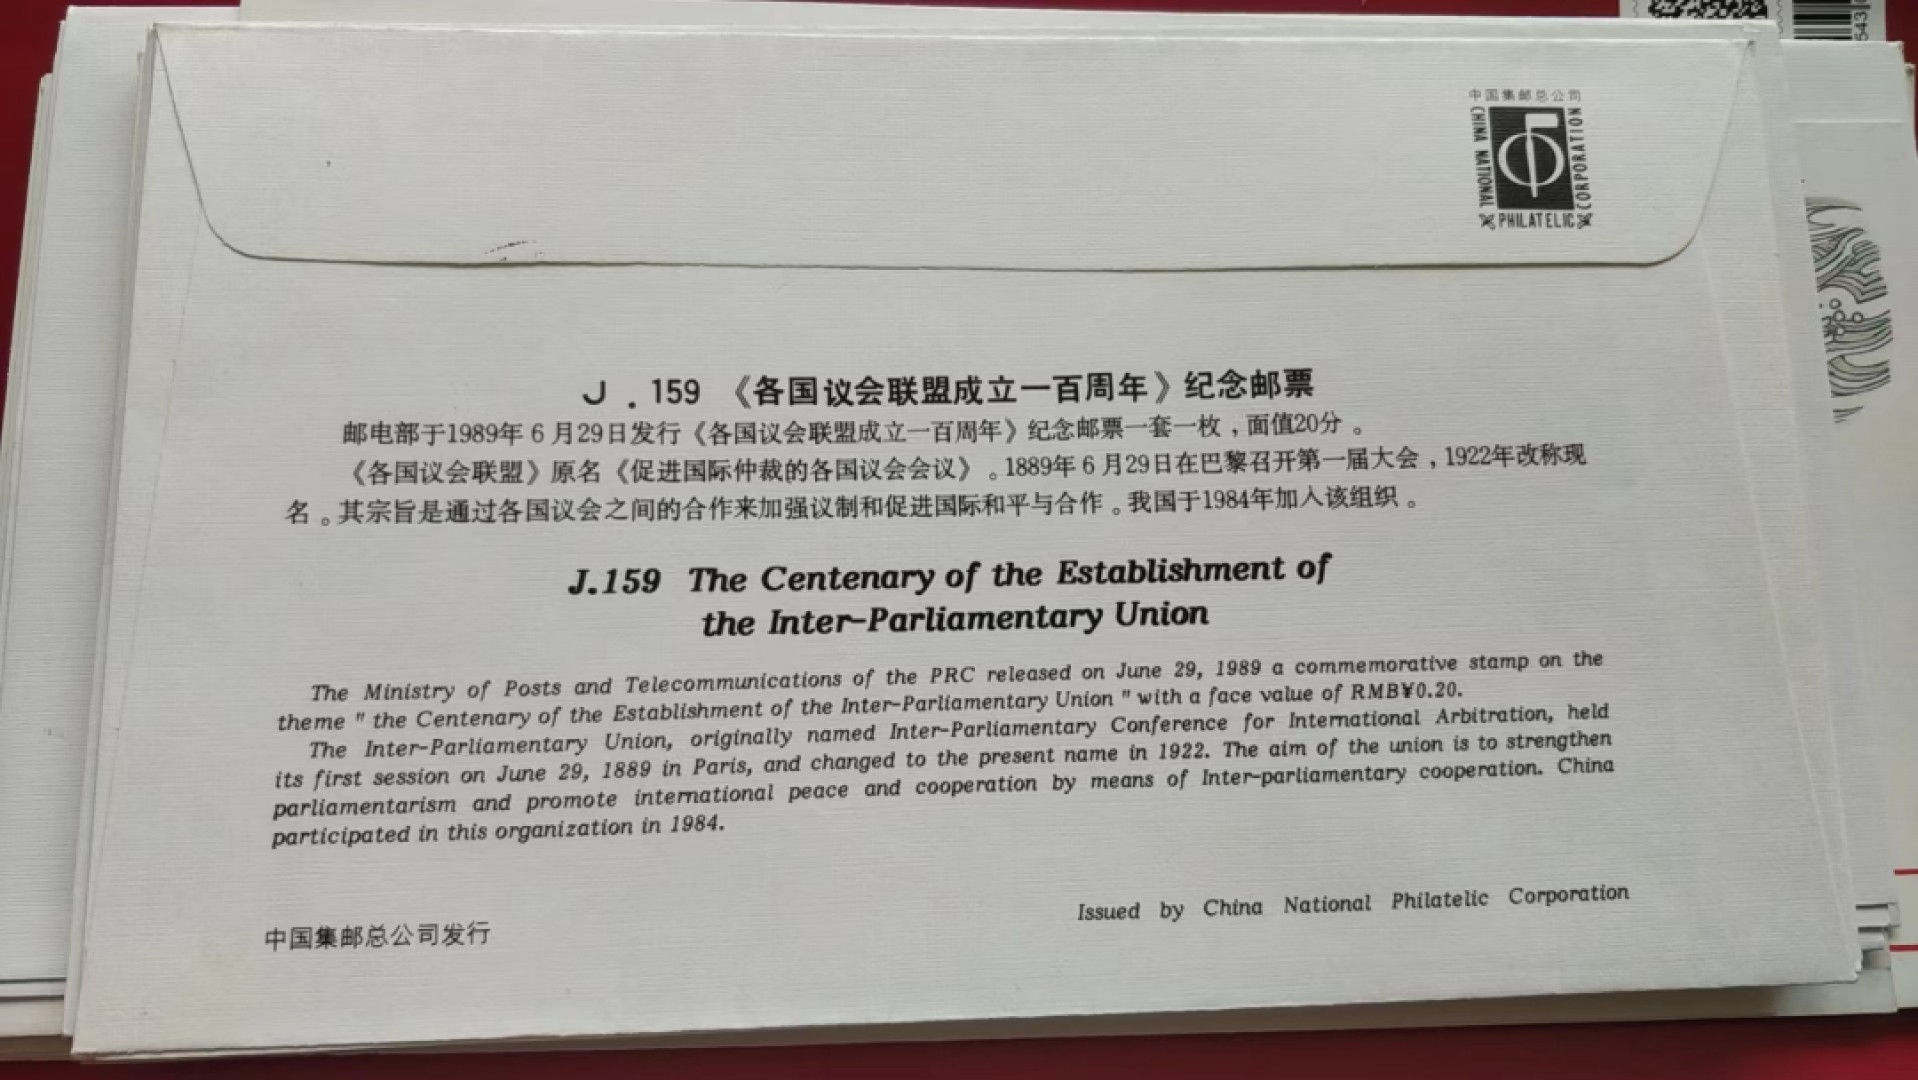 中国集邮总公司
CHINA NATIONAL
PHILATELIC
CORPORATION
J.159 《各国议会联盟成立一百周年》纪念邮票
邮电部于1989年6月29日发行《各国议会联盟成立一百周年》纪念邮票一套一枚,面值20分。
《各国议会联盟》原名《促进国际仲裁的各国议会会议》。1889年6月29日在巴黎召开第一届大会,1922年改称现
名。其宗旨是通过各国议会之间的合作来加强议制和促进国际和平与合作。我国于1984年加入该组织。
J.159 The Centenary of the Establishment of
the Inter-Parliamentary Union
The Ministry of Posts and Telecommunications of the PRC released on June 29, 1989 a commemorative stamp on the
theme " the Centenary of the Establishment of the Inter-Parliamentary Union " with a face value of RMB¥0.20.
The Inter-Parliamentary Union, originally named Inter-Parliamentary Conference for International Arbitration, held
its first session on June 29, 1889 in Paris, and changed to the present name in 1922. The aim of the union is to strengthen
parliamentarism and promote international peace and cooperation by means of Inter-parliamentary cooperation. China
participated in this organization in 1984.
Issued by China National Philatelic Corporation
中国集邮总公司发行